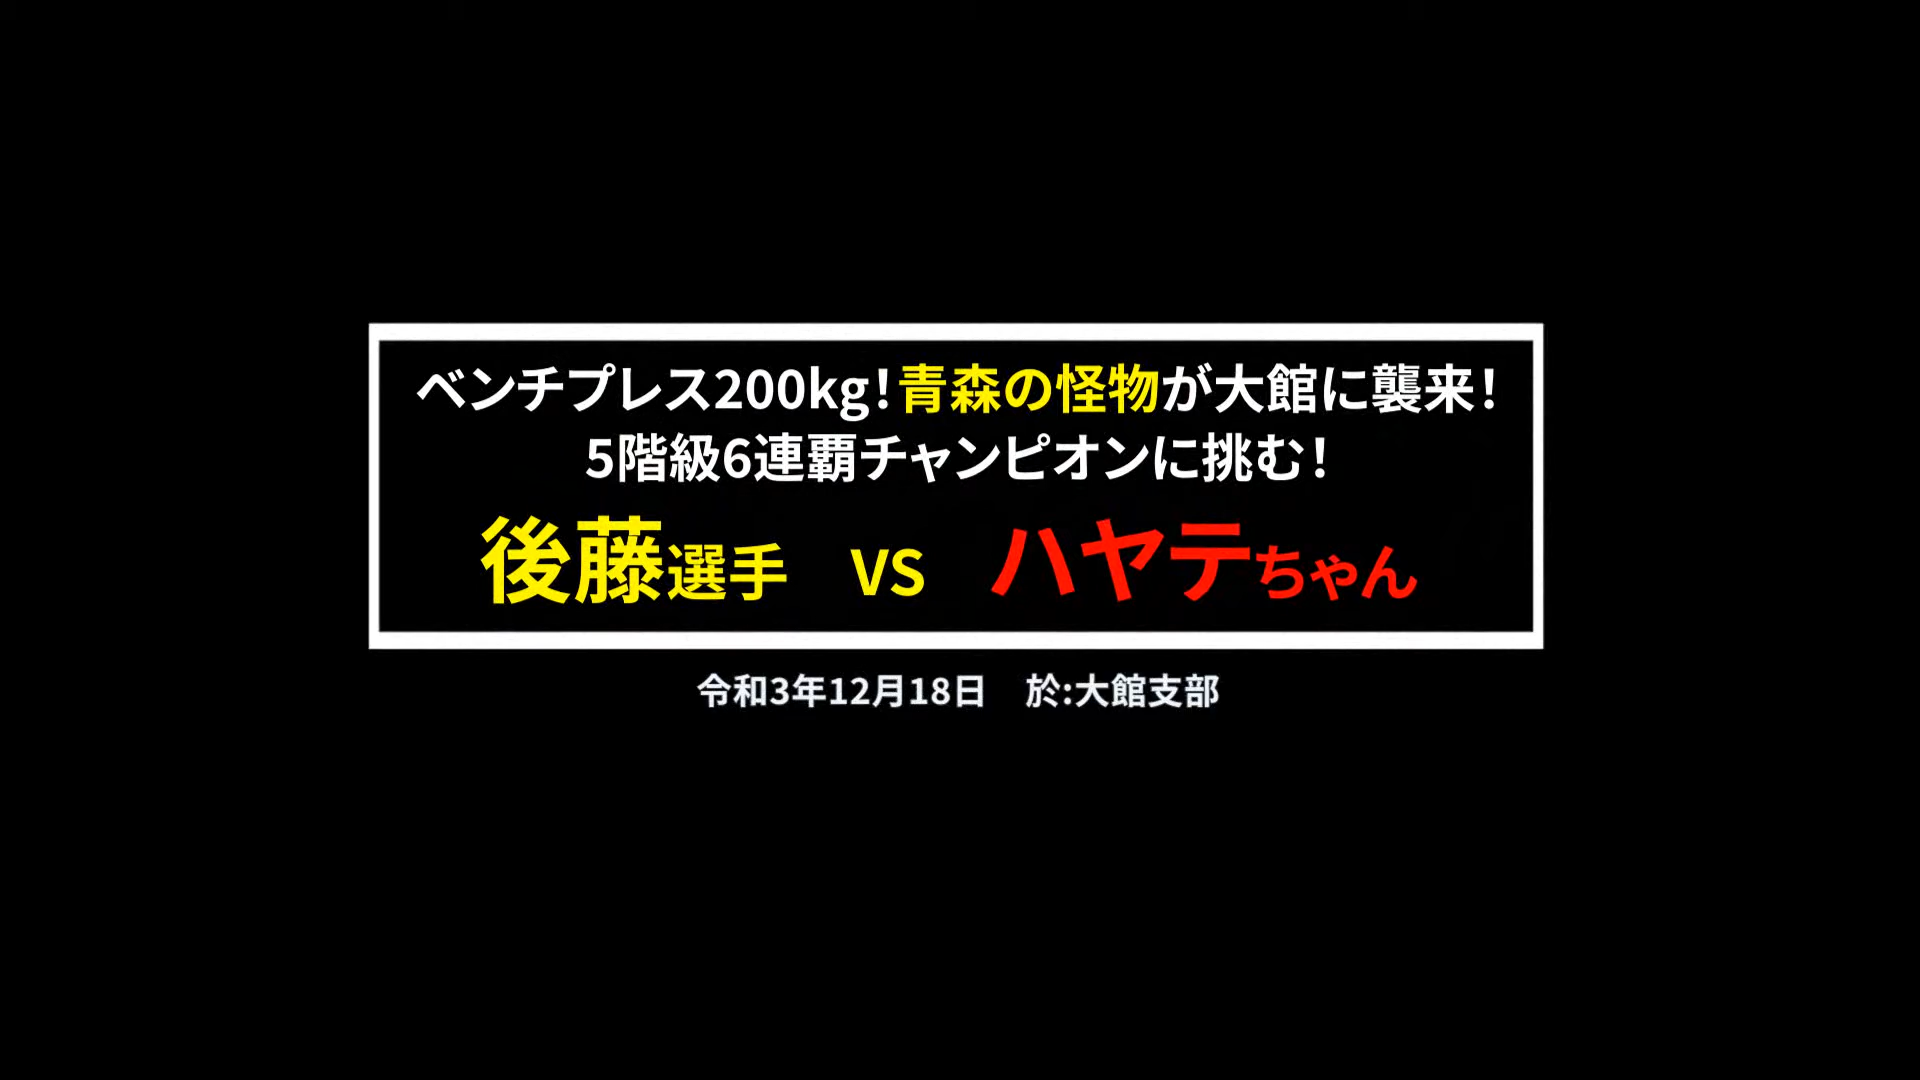 ベンチプレス200kg!青森の怪物が大館に襲来!
5階級6連覇チャンピオンに挑む!
後藤選手　VS　ハヤテちゃん
令和3年12月18日　於:大館支部